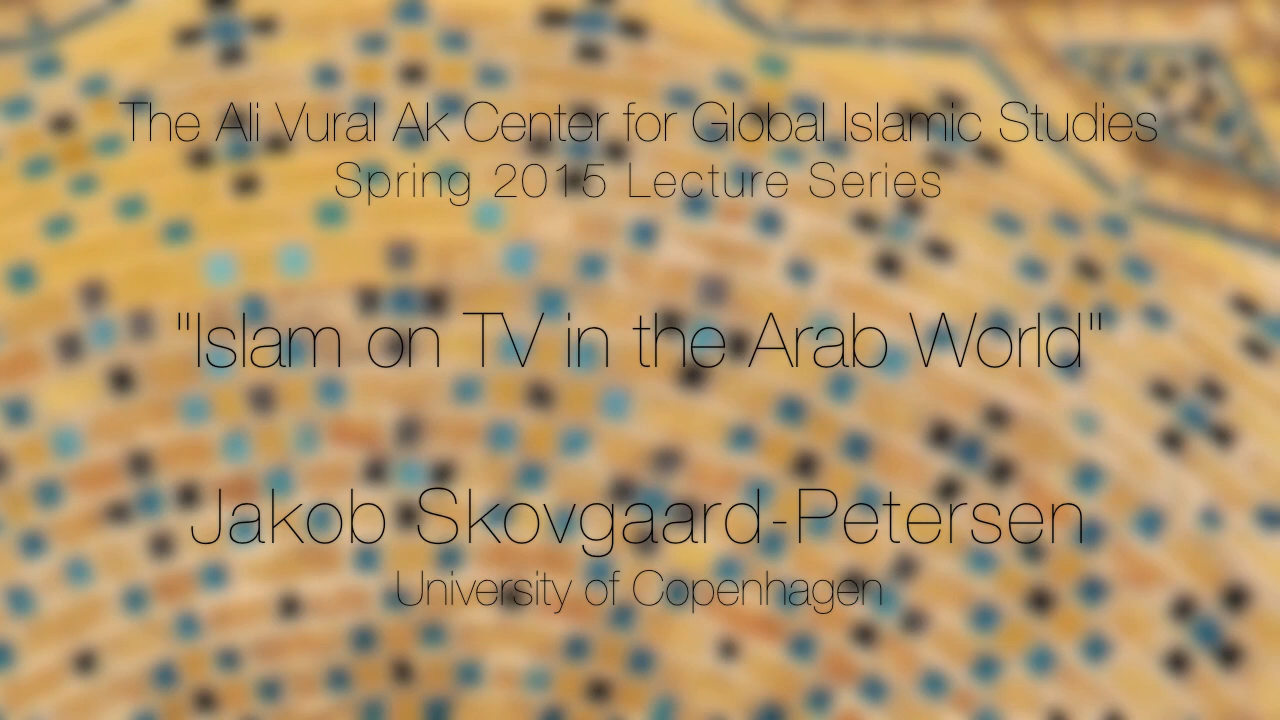 The Ali Vural Ak Center for Global Islamic Studies
Spring 2015 Lecture Series
"Islam on TV in the Arab World"
Jakob Skovgaard-Petersen
University of Copenhagen